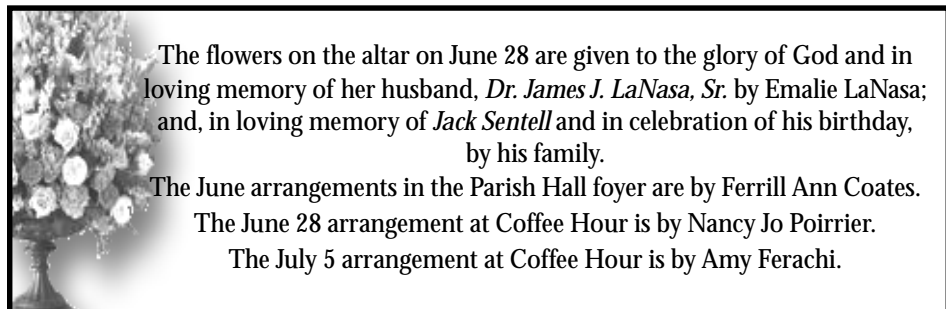 The flowers on the altar on June 28 are given to the glory of God and in
loving memory of her husband, Dr. James J. LaNasa, Sr. by Emalie LaNasa;
and, in loving memory of Jack Sentell and in celebration of his birthday,
by his family.
The June arrangements in the Parish Hall foyer are by Ferrill Ann Coates.
The June 28 arrangement at Coffee Hour is by Nancy Jo Poirrier.
The July 5 arrangement at Coffee Hour is by Amy Ferachi.